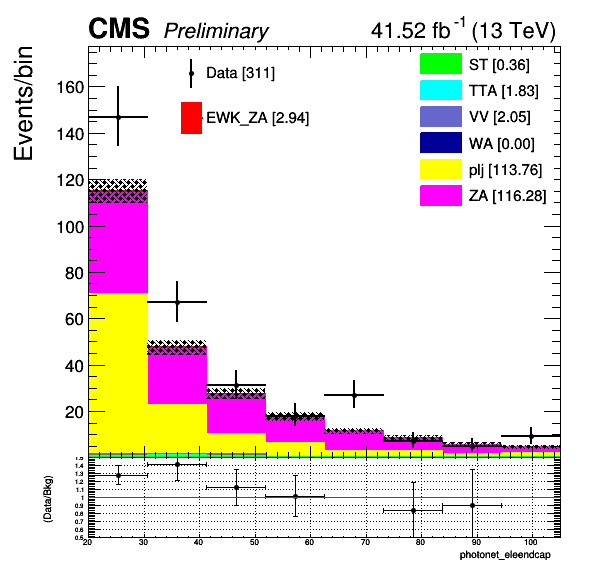 CMS Preliminary 41.52 fb⁻¹ (13 TeV)
Events/bin
Data [311]
EWK_ZA [2.94]
ST [0.36]
TTA [1.83]
VV [2.05]
WA [0.00]
plj [113.76]
ZA [116.28]
160
140
120
100
80
60
40
20
(Data/Bkg)
1.5
1.4
1.3
1.2
1.1
1
0.9
0.8
0.7
0.6
0.5
20 30 40 50 60 70 80 90 100
photonet_eleendcap